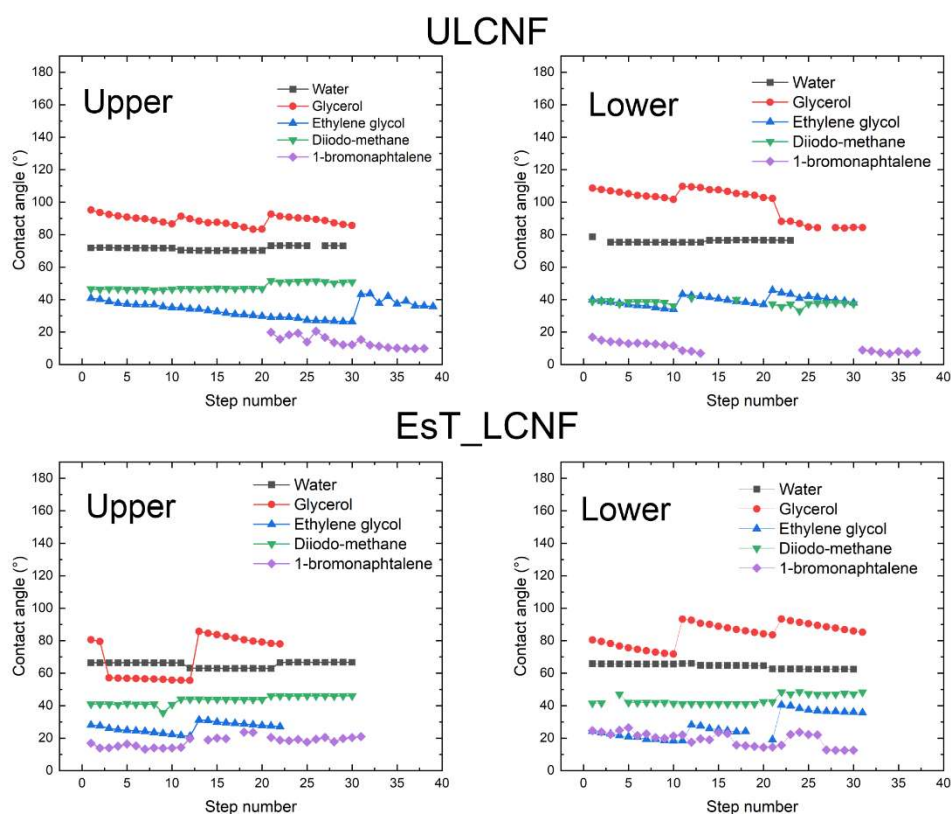 ULCNF
Upper
Water
Glycerol
Ethylene glycol
Diiodo-methane
1-bromonaphtalene
Contact angle (°)
180
160
140
120
100
80
60
40
20
0
0 5 10 15 20 25 30 35 40
Step number
Lower
Water
Glycerol
Ethylene glycol
Diiodo-methane
1-bromonaphtalene
Contact angle (°)
180
160
140
120
100
80
60
40
20
0
0 5 10 15 20 25 30 35 40
Step number
EsT_LCNF
Upper
Water
Glycerol
Ethylene glycol
Diiodo-methane
1-bromonaphtalene
Contact angle (°)
180
160
140
120
100
80
60
40
20
0
0 5 10 15 20 25 30 35 40
Step number
Lower
Water
Glycerol
Ethylene glycol
Diiodo-methane
1-bromonaphtalene
Contact angle (°)
180
160
140
120
100
80
60
40
20
0
0 5 10 15 20 25 30 35 40
Step number